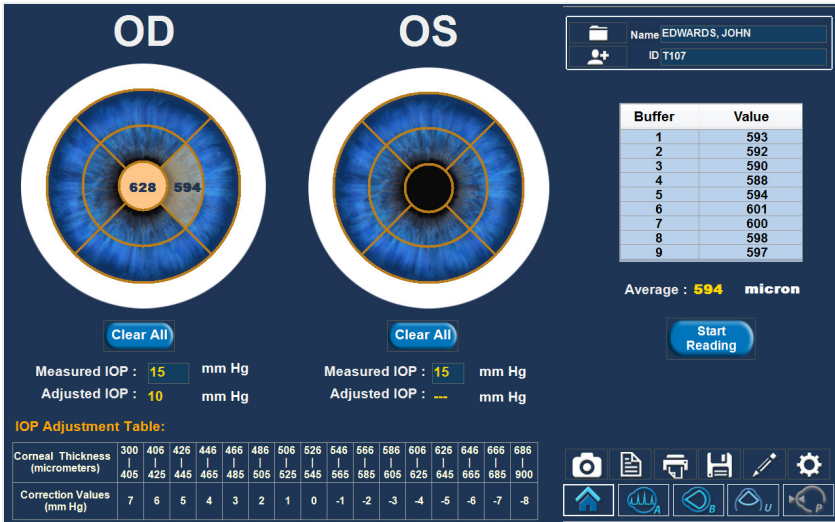 OD
OS
628
594
Clear All
Clear All
Measured IOP : 15 mm Hg
Adjusted IOP : 10 mm Hg
Measured IOP : 15 mm Hg
Adjusted IOP : --- mm Hg
Name EDWARDS, JOHN
ID T107
Buffer Value
1 593
2 592
3 590
4 588
5 594
6 601
7 600
8 598
9 597
Average : 594 micron
Start
Reading
IOP Adjustment Table:
Corneal Thickness (micrometers) 300 | 405 406 | 425 426 | 445 446 | 465 466 | 485 486 | 505 506 | 525 526 | 545 546 | 565 566 | 585 586 | 605 606 | 625 626 | 645 646 | 665 666 | 685 686 | 900
Correction Values (mm Hg) 7 6 5 4 3 2 1 0 -1 -2 -3 -4 -5 -6 -7 -8
A
B
U
P